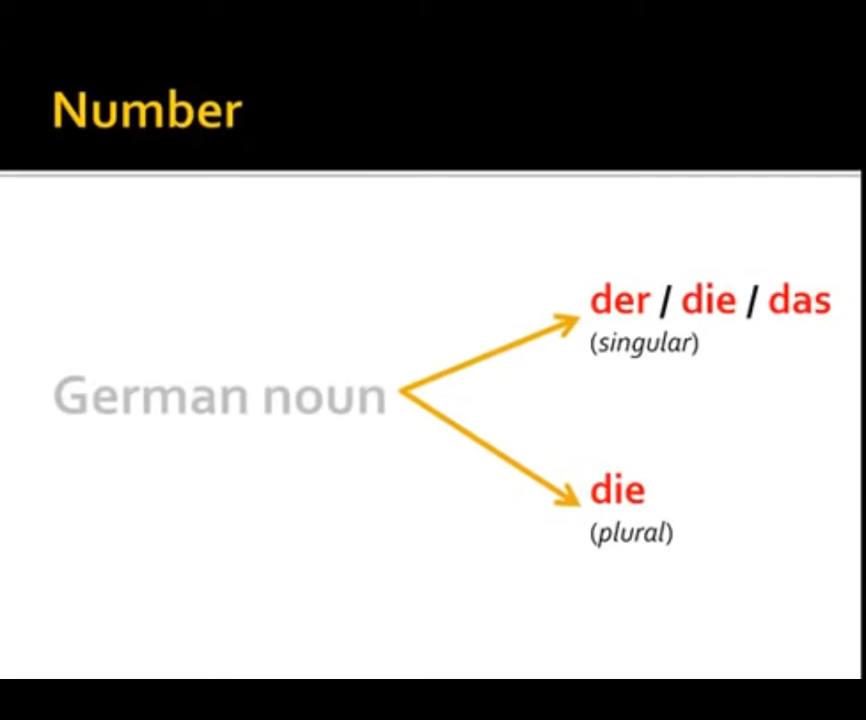 Number
der / die / das
(singular)
German noun
die
(plural)